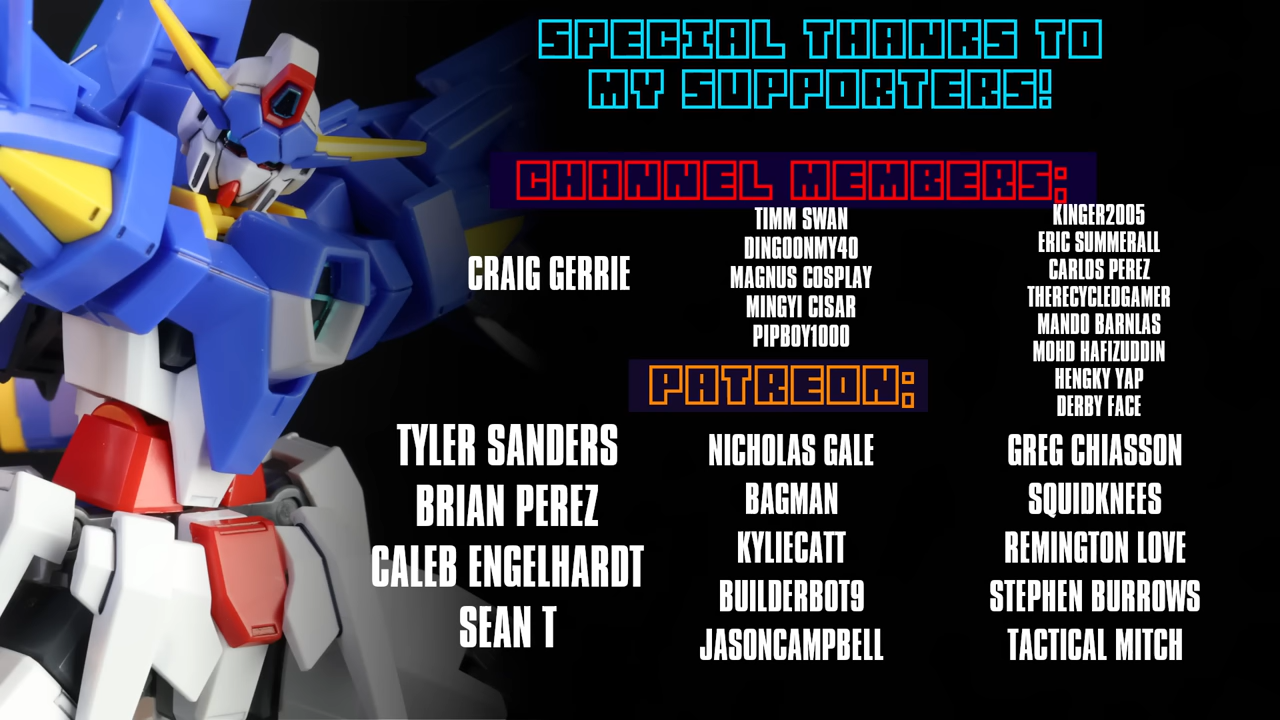 SPECIAL THANKS TO
MY SUPPORTERS!
CHANNEL MEMBERS:
CRAIG GERRIE
TIMM SWAN
DINGOONMY40
MAGNUS COSPLAY
MINGYI CISAR
PIPBOY1000
KINGER2005
ERIC SUMMERALL
CARLOS PEREZ
THERECYCLEDGAMER
MANDO BARNLAS
MOHD HAFIZUDDIN
HENGKY YAP
DERBY FACE
PATREON:
TYLER SANDERS
BRIAN PEREZ
CALEB ENGELHARDT
SEAN T
NICHOLAS GALE
BAGMAN
KYLIECATT
BUILDERBOT9
JASONCAMPBELL
GREG CHIASSON
SQUIDKNEES
REMINGTON LOVE
STEPHEN BURROWS
TACTICAL MITCH